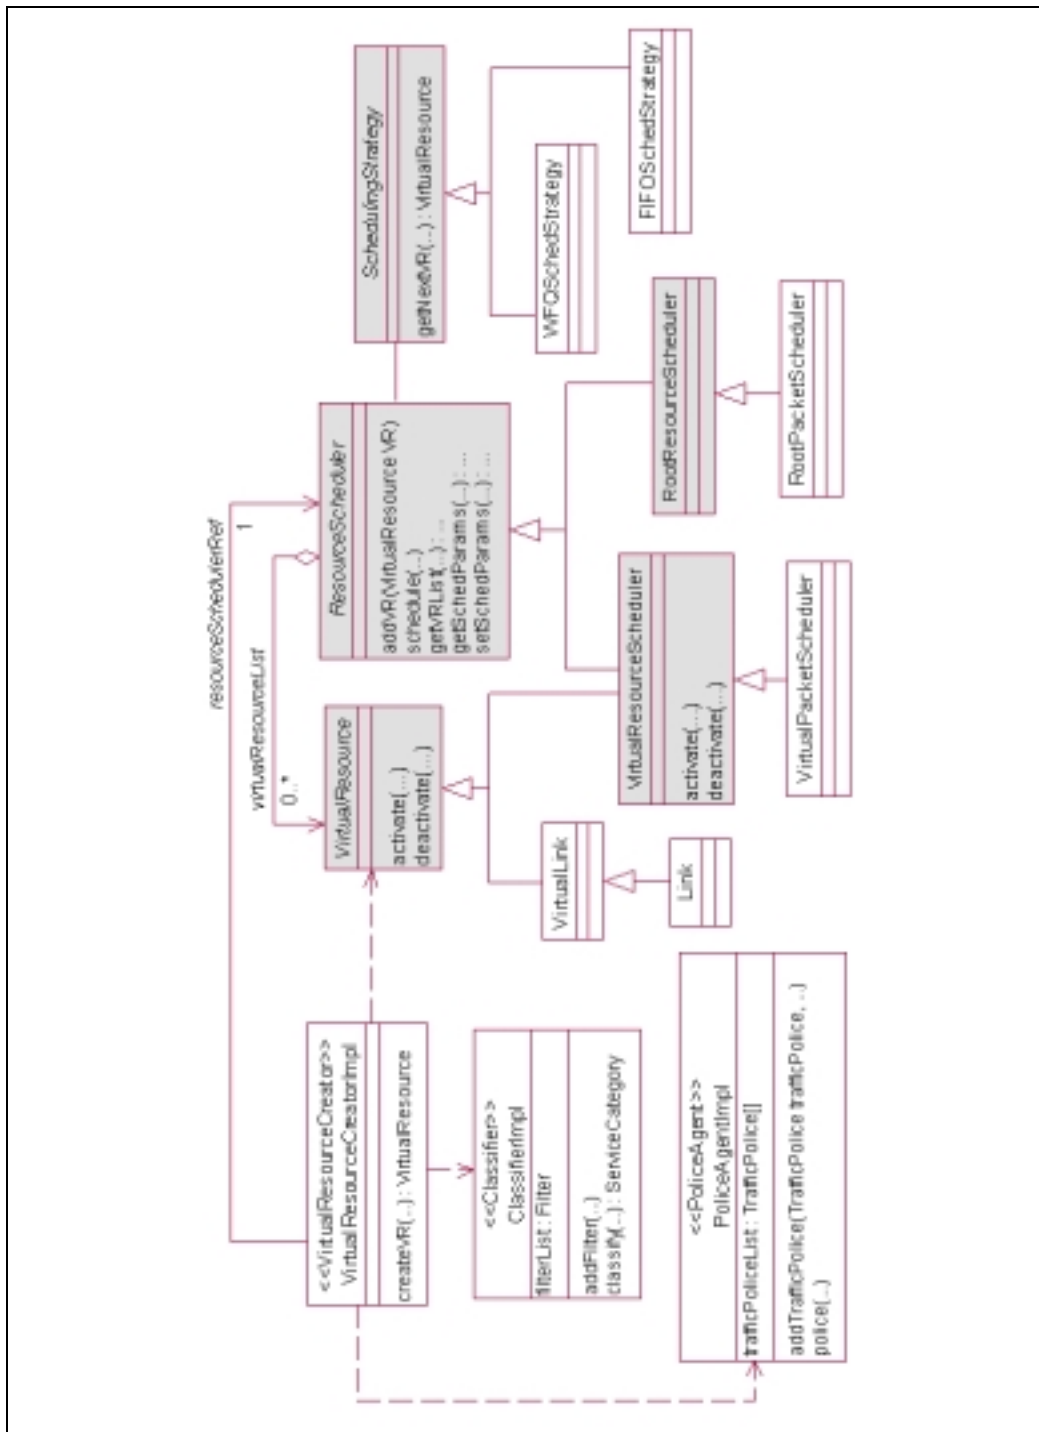 resourceSchedulerRef
1
virtualResourceList
0..*
<<VirtualResourceCreator>>
VirtualResourceCreatorImpl
createVR(...) : VirtualResource
VirtualResource
activate(...)
deactivate(...)
ResourceScheduler
addVR(VirtualResource VR)
schedule(...)
getVRList(...) : ...
getSchedParams(...) : ...
setSchedParams(...) : ...
SchedulingStrategy
getNextVR(...) : VirtualResource
<<Classifier>>
ClassifierImpl
filterList : Filter
addFilter(...)
classify(...) : ServiceCategory
VirtualLink
Link
VirtualResourceScheduler
activate(...)
deactivate(...)
RootResourceScheduler
WFQSchedStrategy
FIFOSchedStrategy
<<PoliceAgent>>
PoliceAgentImpl
trafficPoliceList : TrafficPolice[]
addTrafficPolice(TrafficPolice trafficPolice, ...)
police(...)
VirtualPacketScheduler
RootPacketScheduler